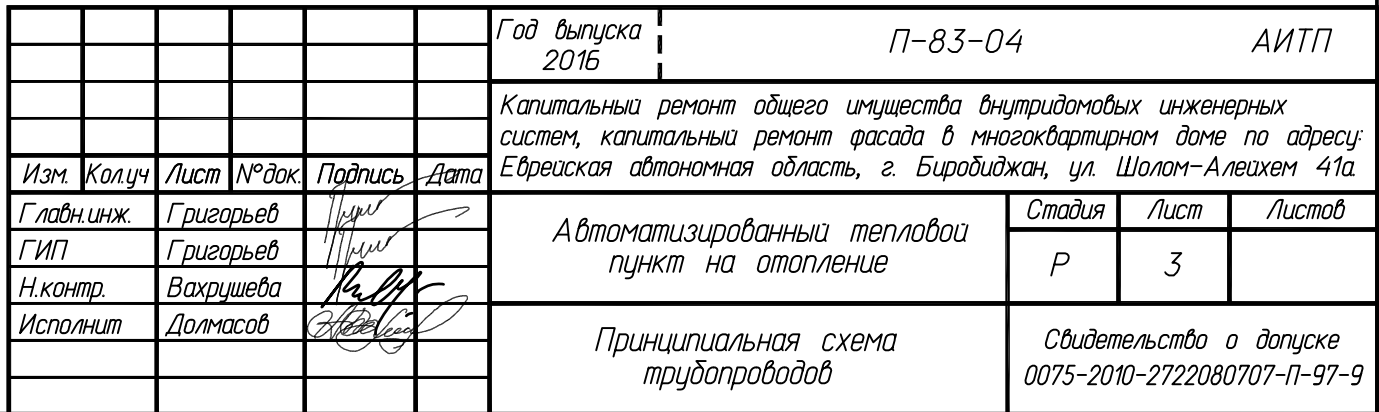 Год выпуска
2016
П-83-04 АИТП
Капитальный ремонт общего имущества внутридомовых инженерных
систем, капитальный ремонт фасада в многоквартирном доме по адресу:
Еврейская автономная область, г. Биробиджан, ул. Шолом-Алейхем 41а.
Изм. Кол.уч Лист №док. Подпись Дата
Главн.инж. Григорьев
ГИП Григорьев
Н.контр. Вахрушева
Исполнит Долмасов
Автоматизированный тепловой
пункт на отопление
Стадия Лист Листов
Р 3
Принципиальная схема
трубопроводов
Свидетельство о допуске
0075-2010-2722080707-П-97-9